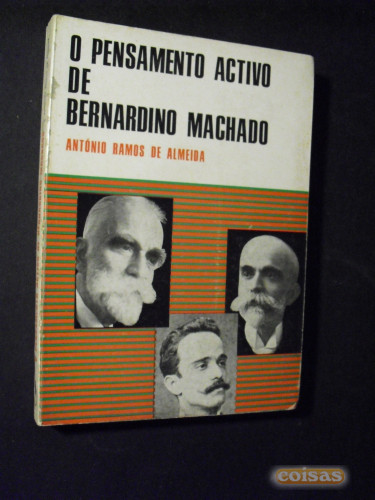 O PENSAMENTO ACTIVO
DE
BERNARDINO MACHADO
ANTÓNIO RAMOS DE ALMEIDA
coisas